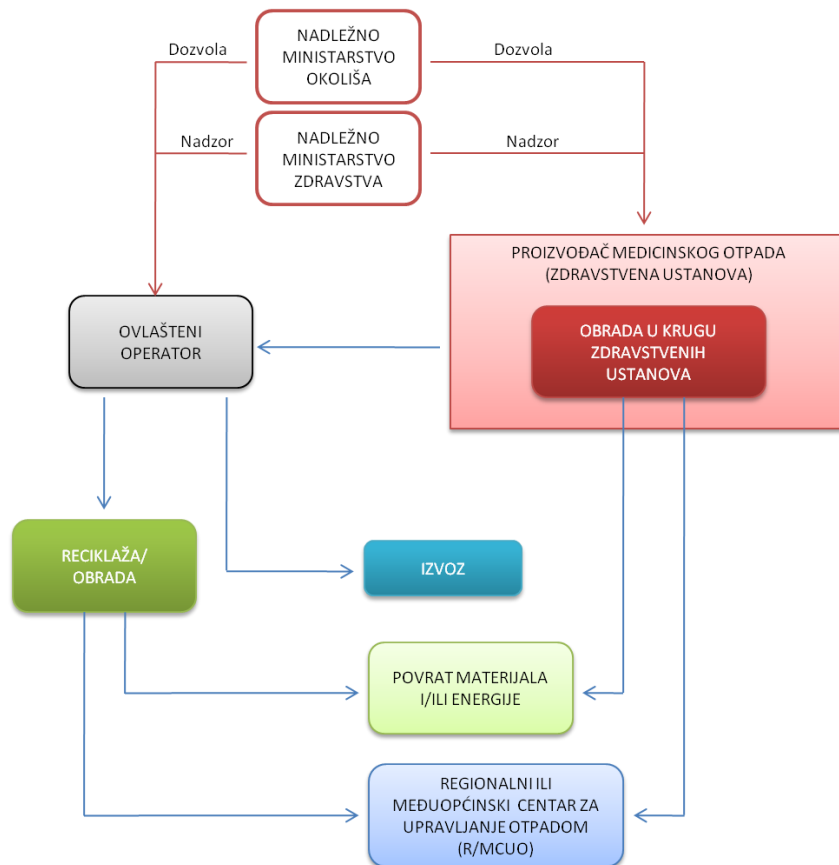 NADLEŽNO
MINISTARSTVO
OKOLIŠA
Dozvola
Dozvola
NADLEŽNO
MINISTARSTVO
ZDRAVSTVA
Nadzor
Nadzor
PROIZVOĐAČ MEDICINSKOG OTPADA
(ZDRAVSTVENA USTANOVA)
OBRADA U KRUGU
ZDRAVSTVENIH
USTANOVA
OVLAŠTENI
OPERATOR
RECIKLAŽA/
OBRADA
IZVOZ
POVRAT MATERIJALA
I/ILI ENERGIJE
REGIONALNI ILI
MEĐUOPĆINSKI CENTAR ZA
UPRAVLJANJE OTPADOM
(R/MCUO)